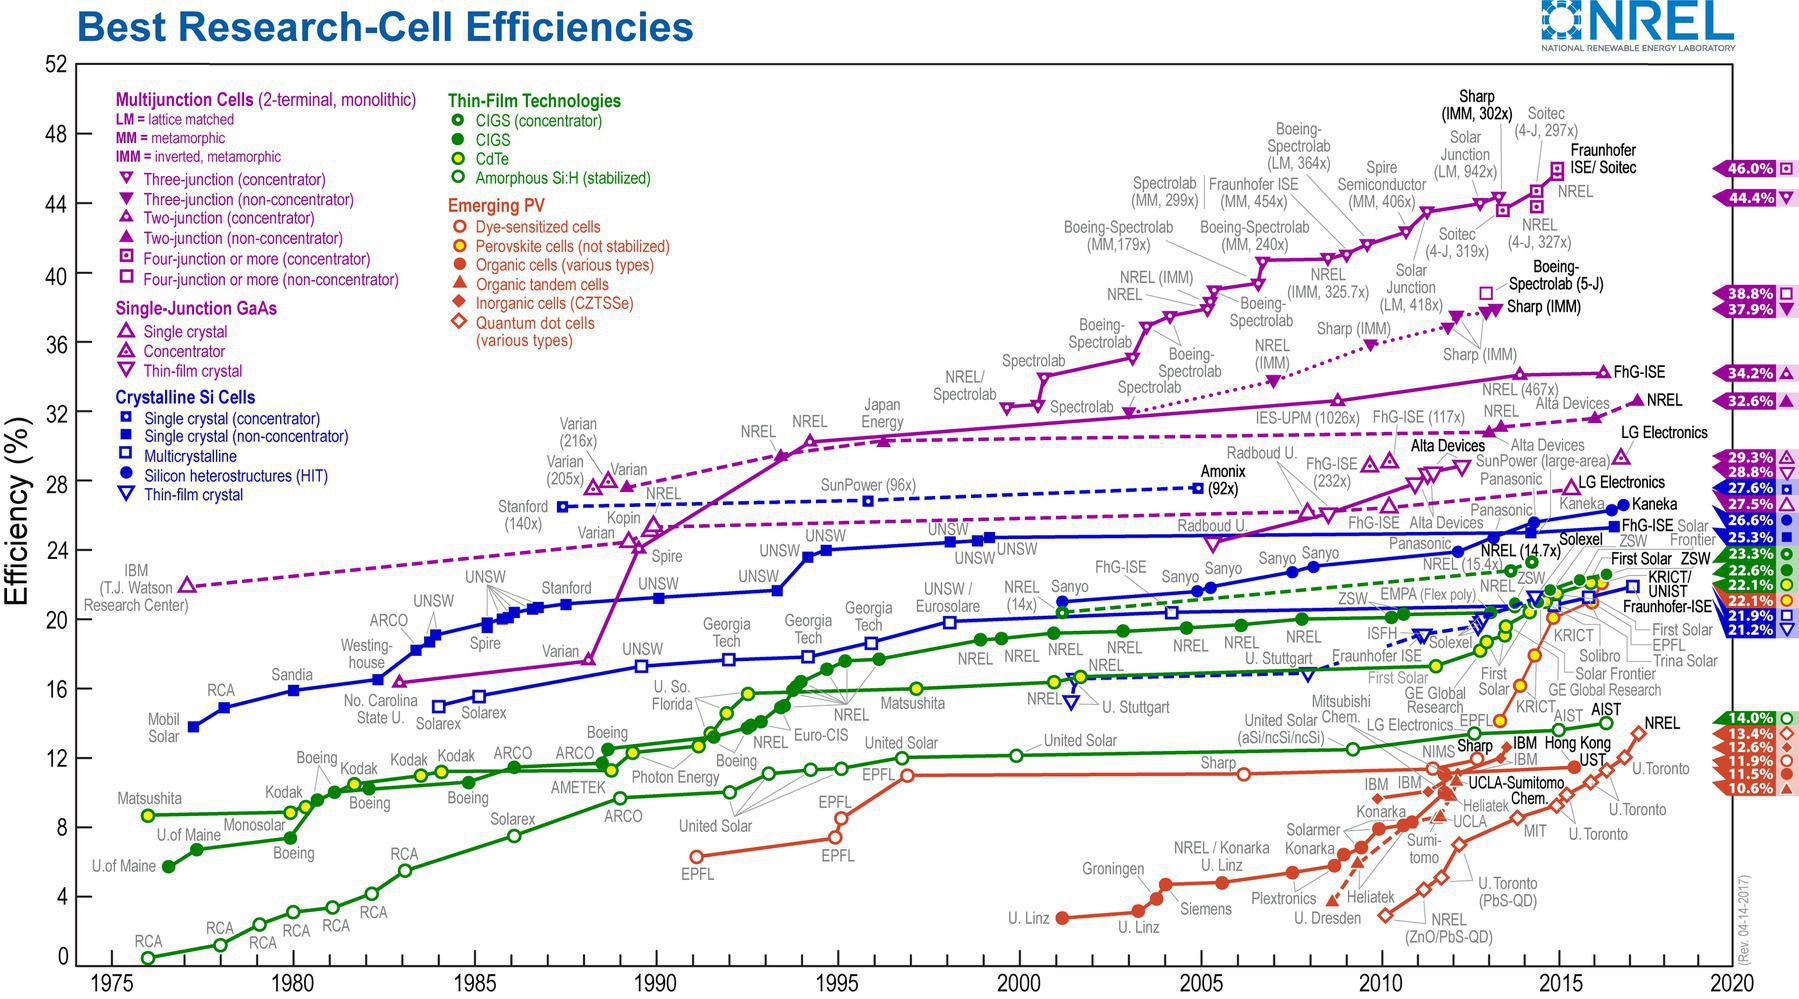 Best Research-Cell Efficiencies
NREL
NATIONAL RENEWABLE ENERGY LABORATORY
Efficiency (%)
52
48
44
40
36
32
28
24
20
16
12
8
4
0
1975
1980
1985
1990
1995
2000
2005
2010
2015
2020
Multijunction Cells (2-terminal, monolithic)
LM = lattice matched
MM = metamorphic
IMM = inverted, metamorphic
Three-junction (concentrator)
Three-junction (non-concentrator)
Two-junction (concentrator)
Two-junction (non-concentrator)
Four-junction or more (concentrator)
Four-junction or more (non-concentrator)
Single-Junction GaAs
Single crystal
Concentrator
Thin-film crystal
Crystalline Si Cells
Single crystal (concentrator)
Single crystal (non-concentrator)
Multicrystalline
Silicon heterostructures (HIT)
Thin-film crystal
Thin-Film Technologies
CIGS (concentrator)
CIGS
CdTe
Amorphous Si:H (stabilized)
Emerging PV
Dye-sensitized cells
Perovskite cells (not stabilized)
Organic cells (various types)
Organic tandem cells
Inorganic cells (CZTSSe)
Quantum dot cells
(various types)
Sharp
(IMM, 302x)
Soitec
(4-J, 297x)
Boeing-
Spectrolab
(LM, 364x)
Solar
Junction
(LM, 942x)
Fraunhofer
ISE/ Soitec
Spectrolab
(MM, 299x)
Fraunhofer ISE
(MM, 454x)
Spire
Semiconductor
(MM, 406x)
NREL
Boeing-Spectrolab
(MM,179x)
Boeing-Spectrolab
(MM, 240x)
Soitec
(4-J, 319x)
NREL
(4-J, 327x)
NREL (IMM)
NREL
NREL
(IMM, 325.7x)
Solar
Junction
(LM, 418x)
Boeing-
Spectrolab (5-J)
Boeing-
Spectrolab
Sharp (IMM)
Boeing-
Spectrolab
Boeing-
Spectrolab
NREL
(IMM)
Sharp (IMM)
Sharp (IMM)
Spectrolab
NREL/
Spectrolab
Spectrolab
Spectrolab
NREL (467x)
FhG-ISE
IES-UPM (1026x)
FhG-ISE (117x)
NREL
Alta Devices
NREL
Japan
Energy
NREL
NREL
Varian
(216x)
Varian
(205x)
Varian
Radboud U.
FhG-ISE
(232x)
Alta Devices
Alta Devices
SunPower (large-area)
LG Electronics
Stanford
(140x)
SunPower (96x)
Amonix
(92x)
Panasonic
LG Electronics
NREL
Kopin
Varian
Spire
Radboud U.
FhG-ISE
Alta Devices
Panasonic
Kaneka
Kaneka
IBM
(T.J. Watson
Research Center)
UNSW
UNSW
UNSW
UNSW
Panasonic
NREL (14.7x)
NREL (15.4x)
Solexel
ZSW
FhG-ISE
Solar
Frontier
First Solar
ZSW
KRICT/
UNIST
Fraunhofer-ISE
ARCO
UNSW
UNSW
Stanford
UNSW
UNSW /
Eurosolare
NREL
(14x)
Sanyo
FhG-ISE
Sanyo
Sanyo
Sanyo
Sanyo
ZSW
EMPA (Flex poly)
NREL
ZSW
Westing-
house
Spire
Varian
UNSW
Georgia
Tech
Georgia
Tech
Georgia
Tech
NREL
NREL
NREL
NREL
NREL
NREL
NREL
ISFH
Solexel
First Solar
EPFL
Trina Solar
KRICT
Solibro
Solar Frontier
GE Global Research
KRICT
Mobil
Solar
RCA
Sandia
No. Carolina
State U.
Solarex
Solarex
U. So.
Florida
NREL
Euro-CIS
Matsushita
NREL
NREL
U. Stuttgart
U. Stuttgart
Fraunhofer ISE
First Solar
GE Global
Research
First
Solar
Boeing
Kodak
Kodak
Kodak
ARCO
ARCO
Boeing
AMETEK
Photon Energy
Boeing
NREL
United Solar
EPFL
United Solar
United Solar
(aSi/ncSi/ncSi)
Mitsubishi
Chem.
LG Electronics
EPFL
AIST
AIST
NREL
Matsushita
U.of Maine
U.of Maine
Monosolar
Kodak
Boeing
Boeing
Boeing
Solarex
ARCO
United Solar
EPFL
EPFL
EPFL
Sharp
NIMS
Sharp
IBM
IBM
Hong Kong
UST
U.Toronto
IBM
IBM
UCLA-Sumitomo
Chem.
Konarka
Heliatek
UCLA
U.Toronto
Solarmer
Konarka
Sumi-
tomo
MIT
U. Toronto
NREL / Konarka
U. Linz
Groningen
Plextronics
Heliatek
U. Toronto
(PbS-QD)
Siemens
U. Linz
U. Linz
U. Dresden
NREL
(ZnO/PbS-QD)
RCA
RCA
RCA
RCA
RCA
RCA
RCA
46.0%
44.4%
38.8%
37.9%
34.2%
32.6%
29.3%
28.8%
27.6%
27.5%
26.6%
25.3%
23.3%
22.6%
22.1%
22.1%
21.9%
21.2%
14.0%
13.4%
12.6%
11.9%
11.5%
10.6%
(Rev. 04-14-2017)